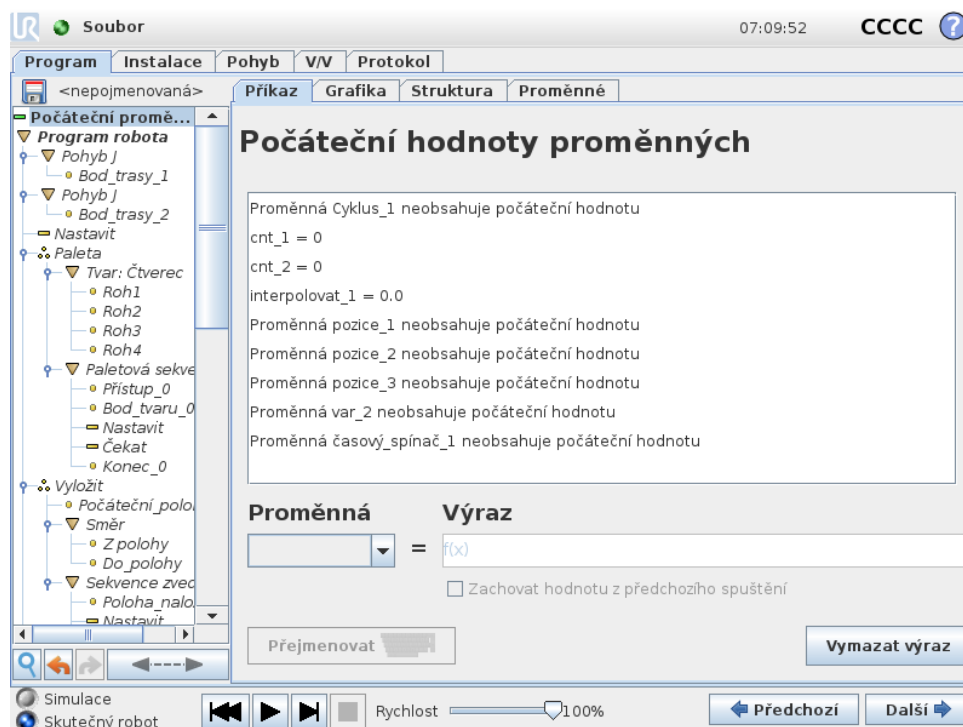 UR Soubor 07:09:52 CCCC ?
Program Instalace Pohyb V/V Protokol
<nepojmenovaná> Příkaz Grafika Struktura Proměnné
Počáteční promě...
Program robota
Pohyb J
Bod_trasy_1
Pohyb J
Bod_trasy_2
Nastavit
Paleta
Tvar: Čtverec
Roh1
Roh2
Roh3
Roh4
Paletová sekve
Přístup_0
Bod_tvaru_0
Nastavit
Čekat
Konec_0
Vyložit
Počáteční_polo
Směr
Z polohy
Do_polohy
Sekvence zved
Poloha_nalo
Nastavit
Počáteční hodnoty proměnných
Proměnná Cyklus_1 neobsahuje počáteční hodnotu
cnt_1 = 0
cnt_2 = 0
interpolovat_1 = 0.0
Proměnná pozice_1 neobsahuje počáteční hodnotu
Proměnná pozice_2 neobsahuje počáteční hodnotu
Proměnná pozice_3 neobsahuje počáteční hodnotu
Proměnná var_2 neobsahuje počáteční hodnotu
Proměnná časový_spínač_1 neobsahuje počáteční hodnotu
Proměnná Výraz
= f(x)
Zachovat hodnotu z předchozího spuštění
Přejmenovat Vymazat výraz
Simulace
Skutečný robot
Rychlost 100% Předchozí Další